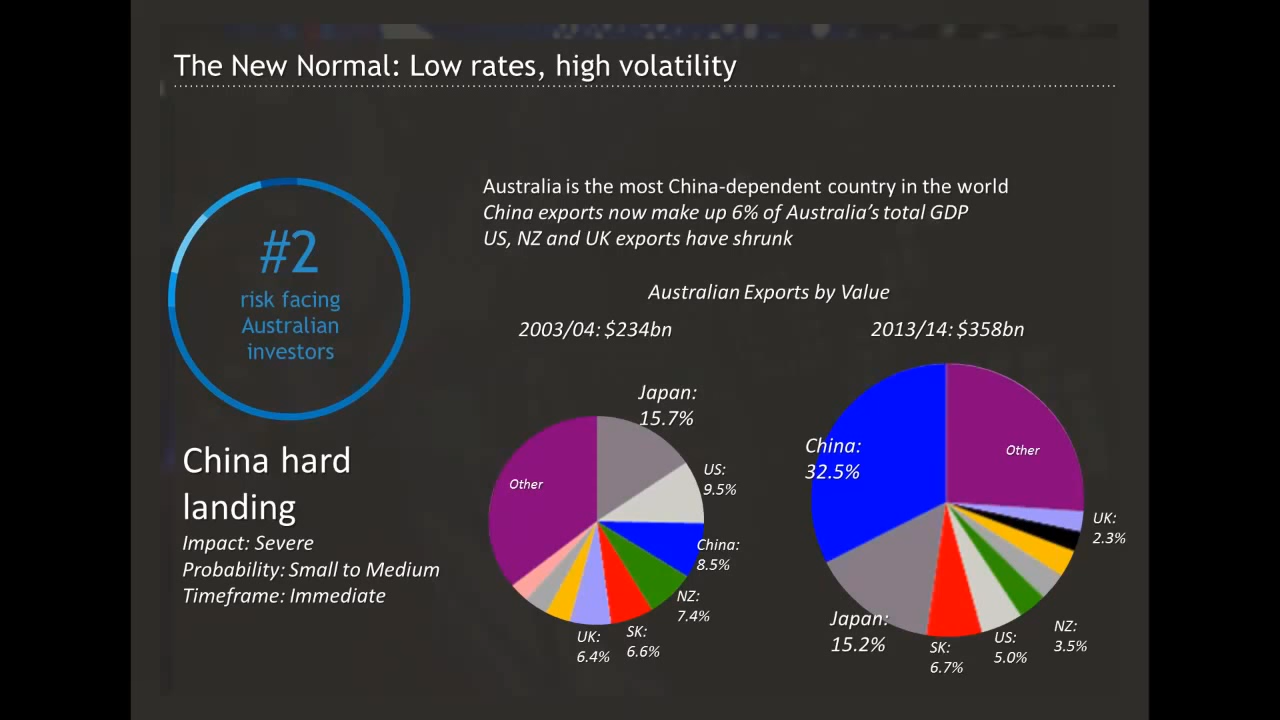 The New Normal: Low rates, high volatility
#2
risk facing
Australian
investors
China hard
landing
Impact: Severe
Probability: Small to Medium
Timeframe: Immediate
Australia is the most China-dependent country in the world
China exports now make up 6% of Australia's total GDP
US, NZ and UK exports have shrunk
Australian Exports by Value
2003/04: $234bn
Japan:
15.7%
US:
9.5%
China:
8.5%
NZ:
7.4%
SK:
6.6%
UK:
6.4%
Other
2013/14: $358bn
Other
UK:
2.3%
NZ:
3.5%
US:
5.0%
SK:
6.7%
Japan:
15.2%
China:
32.5%